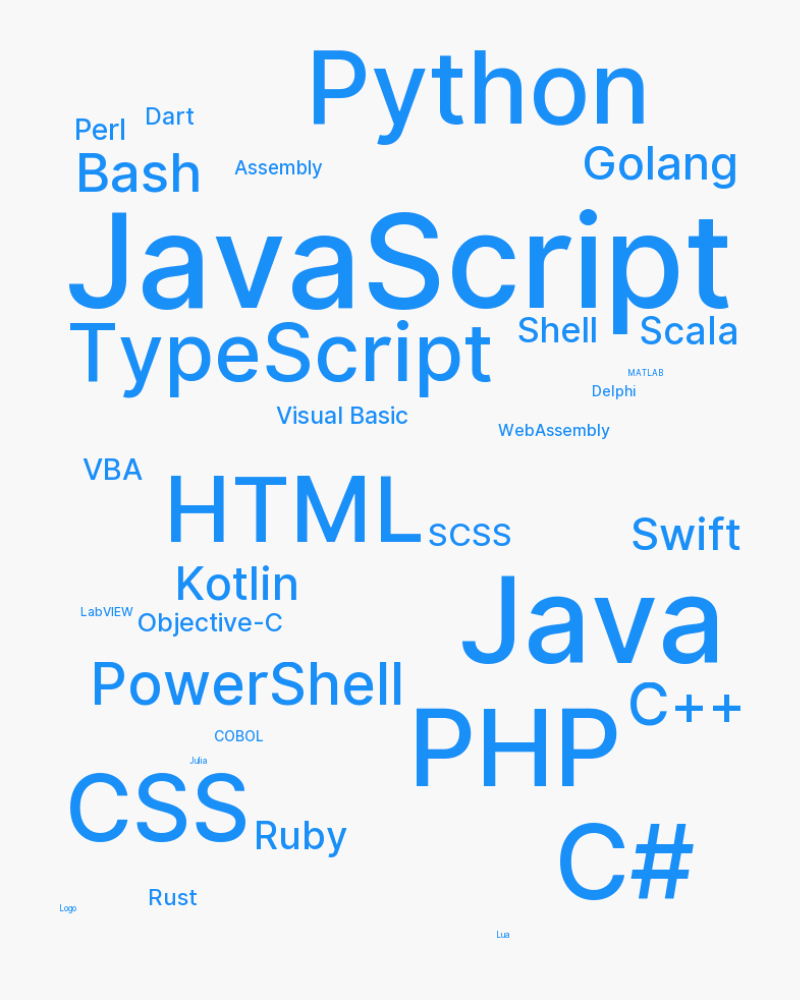 Python
Dart
Perl
Bash
Assembly
Golang
JavaScript
TypeScript
Shell
Scala
MATLAB
Delphi
Visual Basic
WebAssembly
VBA
HTML
SCSS
Swift
Kotlin
LabVIEW
Objective-C
Java
PowerShell
C++
PHP
COBOL
Julia
CSS
Ruby
C#
Rust
Logo
Lua